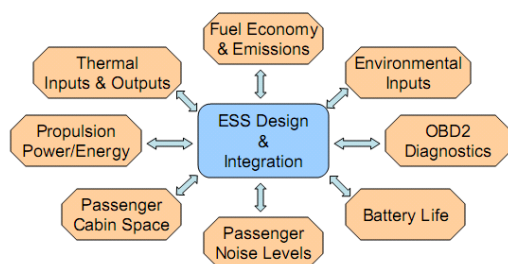 Fuel Economy
& Emissions
Thermal
Inputs & Outputs
Environmental
Inputs
ESS Design
&
Integration
Propulsion
Power/Energy
OBD2
Diagnostics
Passenger
Cabin Space
Passenger
Noise Levels
Battery Life